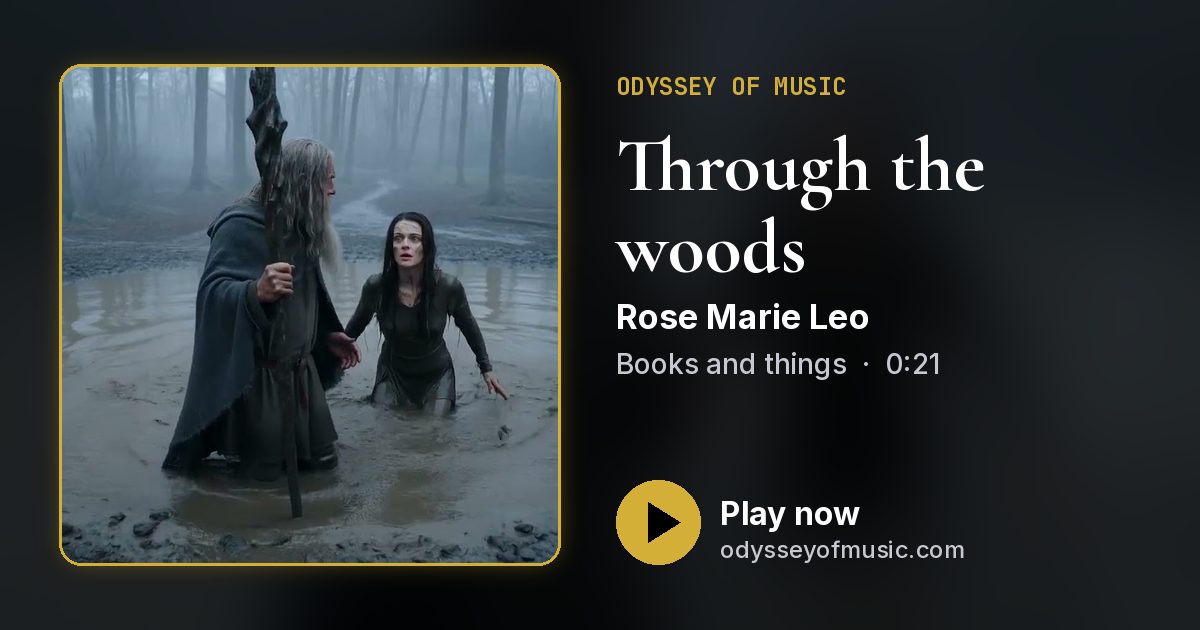 ODYSSEY OF MUSIC
Through the
woods
Rose Marie Leo
Books and things · 0:21
Play now
odysseyofmusic.com